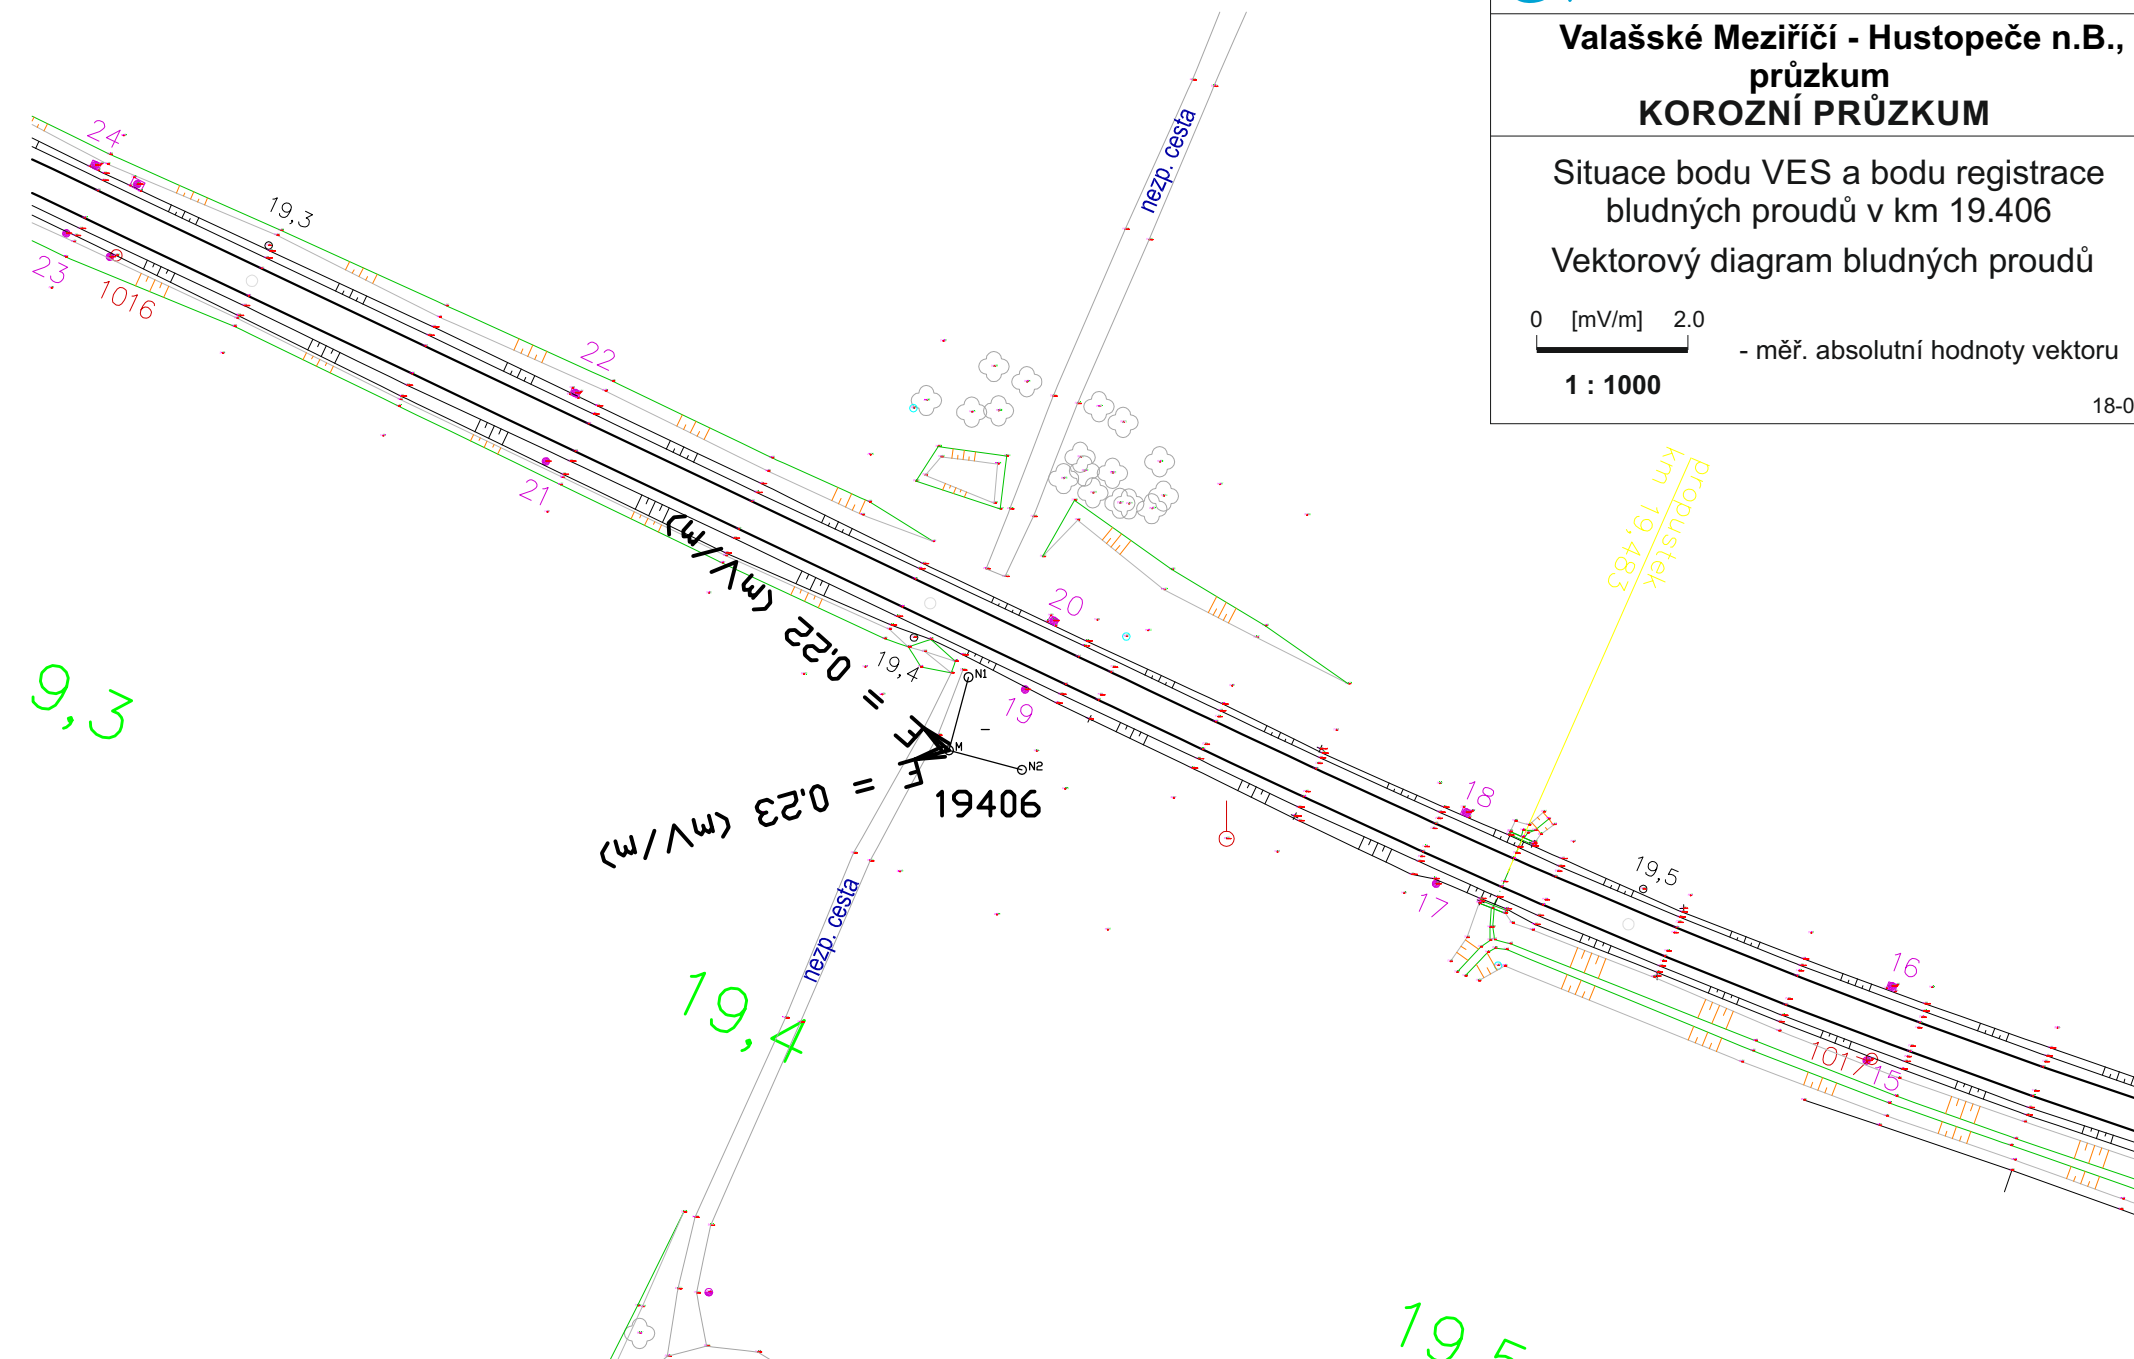 Valašské Meziříčí - Hustopeče n.B.,
průzkum
KOROZNÍ PRŮZKUM
Situace bodu VES a bodu registrace
bludných proudů v km 19.406
Vektorový diagram bludných proudů
0 [mV/m] 2.0
- měř. absolutní hodnoty vektoru
1 : 1000
18-0
24
19,3
23
1016
22
21
nezp. cesta
propustek
km 19,483
20
19,4
E = 0.22 (mV/m)
N1
19
M
N2
E = 0.23 (mV/m)
19406
9,3
18
19,5
17
nezp. cesta
16
19,4
1017
15
19,5